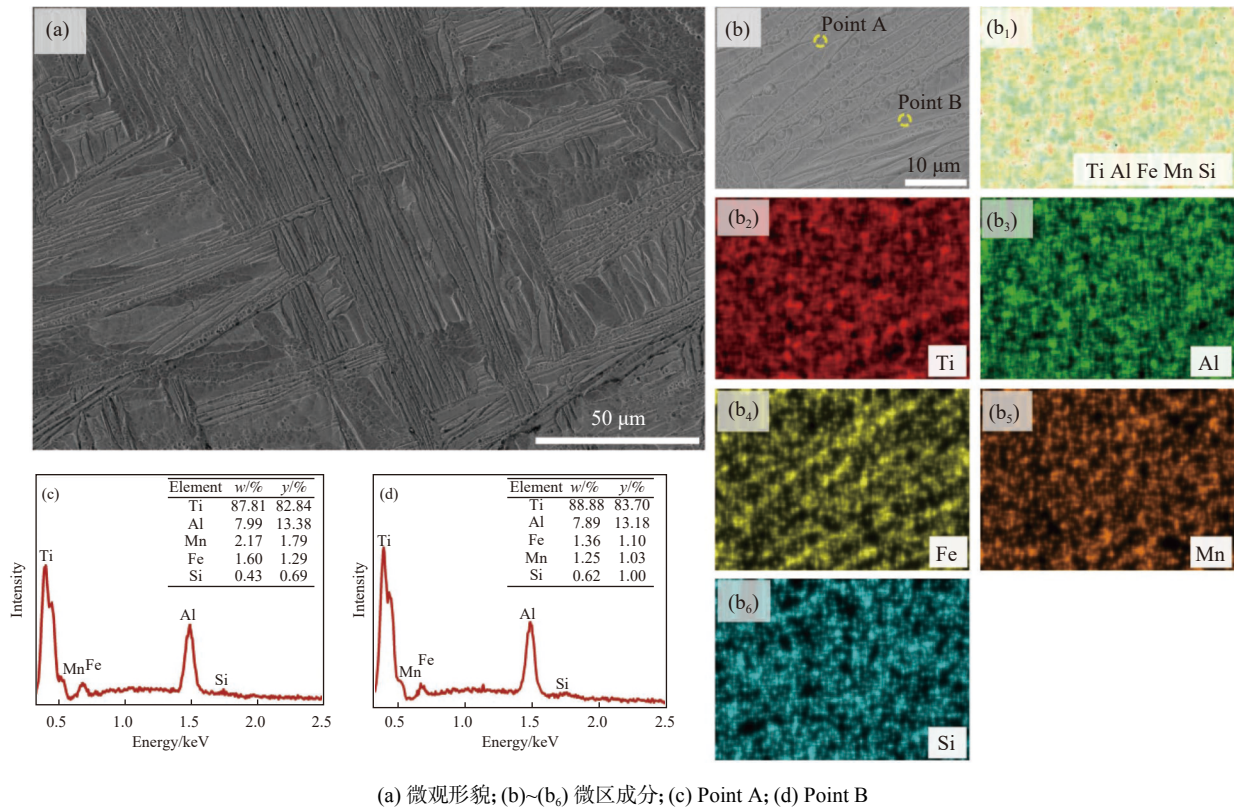 (a)
50 μm
(b)
Point A
Point B
10 μm
(b₁)
Ti Al Fe Mn Si
(b₂)
Ti
(b₃)
Al
(b₄)
Fe
(b₅)
Mn
(b₆)
Si
(c)
Element w/% y/%
Ti 87.81 82.84
Al 7.99 13.38
Mn 2.17 1.79
Fe 1.60 1.29
Si 0.43 0.69
Ti
Mn Fe
Al
Si
Intensity
0.5 1.0 1.5 2.0 2.5
Energy/keV
(d)
Element w/% y/%
Ti 88.88 83.70
Al 7.89 13.18
Fe 1.36 1.10
Mn 1.25 1.03
Si 0.62 1.00
Ti
Mn Fe
Al
Si
Intensity
0.5 1.0 1.5 2.0 2.5
Energy/keV
(a) 微观形貌; (b)~(b₆) 微区成分; (c) Point A; (d) Point B